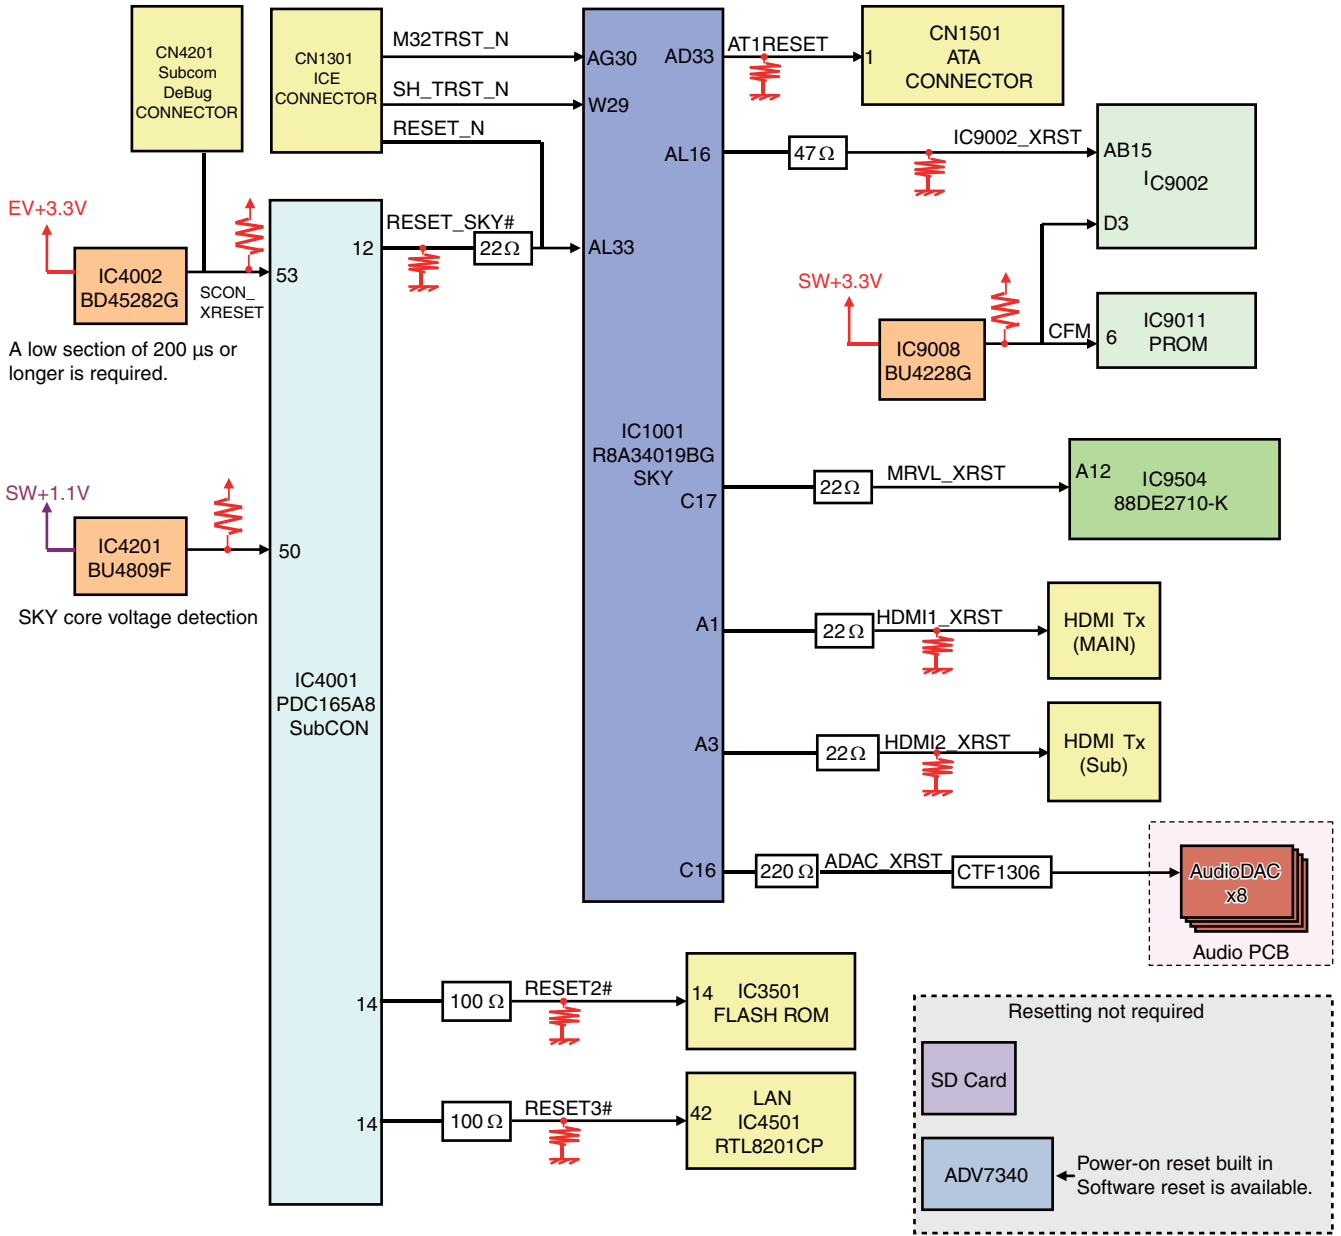 CN4201
Subcom
DeBug
CONNECTOR
CN1301
ICE
CONNECTOR
M32TRST_N
SH_TRST_N
RESET_N
AG30
W29
AL33
AD33
AT1RESET
1
CN1501
ATA
CONNECTOR
AL16
47Ω
IC9002_XRST
AB15
IC9002
D3
EV+3.3V
IC4002
BD45282G
SCON_
XRESET
53
A low section of 200 µs or
longer is required.
12
RESET_SKY#
22Ω
SW+3.3V
IC9008
BU4228G
CFM
6
IC9011
PROM
IC1001
R8A34019BG
SKY
C17
22Ω
MRVL_XRST
A12
IC9504
88DE2710-K
SW+1.1V
IC4201
BU4809F
50
SKY core voltage detection
A1
22Ω
HDMI1_XRST
HDMI Tx
(MAIN)
IC4001
PDC165A8
SubCON
A3
22Ω
HDMI2_XRST
HDMI Tx
(Sub)
C16
220 Ω
ADAC_XRST
CTF1306
AudioDAC
x8
Audio PCB
14
100 Ω
RESET2#
14
IC3501
FLASH ROM
14
100 Ω
RESET3#
42
LAN
IC4501
RTL8201CP
Resetting not required
SD Card
ADV7340
Power-on reset built in
Software reset is available.